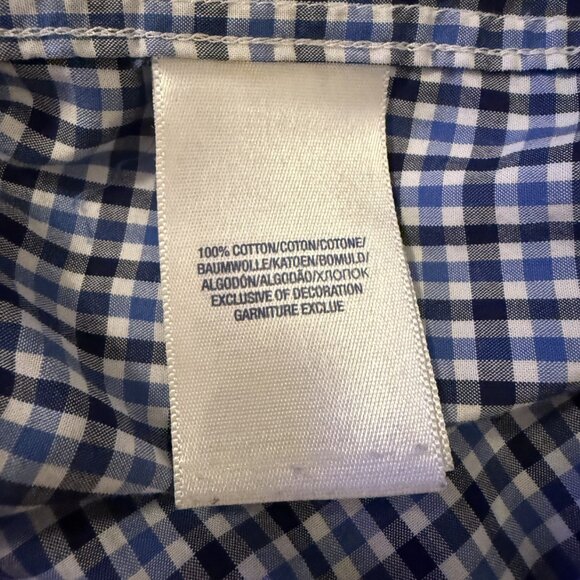 100% COTTON/COTON/COTONE/
BAUMWOLLE/KATOEN/BOMULD/
ALGODÓN/ALGODÃO/ХЛОПОК
EXCLUSIVE OF DECORATION
GARNITURE EXCLUE